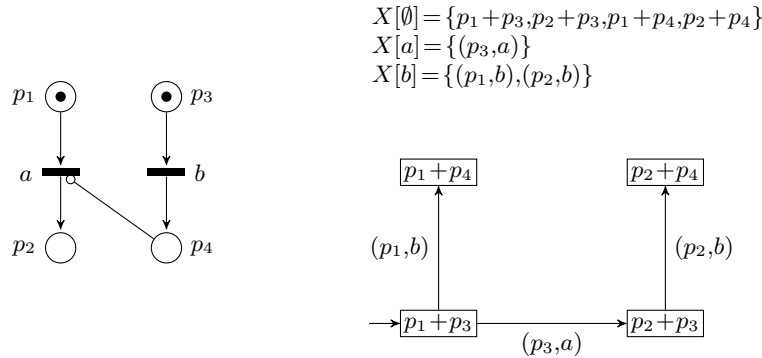 X[∅]={p₁+p₃,p₂+p₃,p₁+p₄,p₂+p₄}
X[a]={(p₃,a)}
X[b]={(p₁,b),(p₂,b)}
p₁ p₃
a b
p₂ p₄
p₁+p₄ p₂+p₄
(p₁,b) (p₂,b)
p₁+p₃ p₂+p₃
(p₃,a)